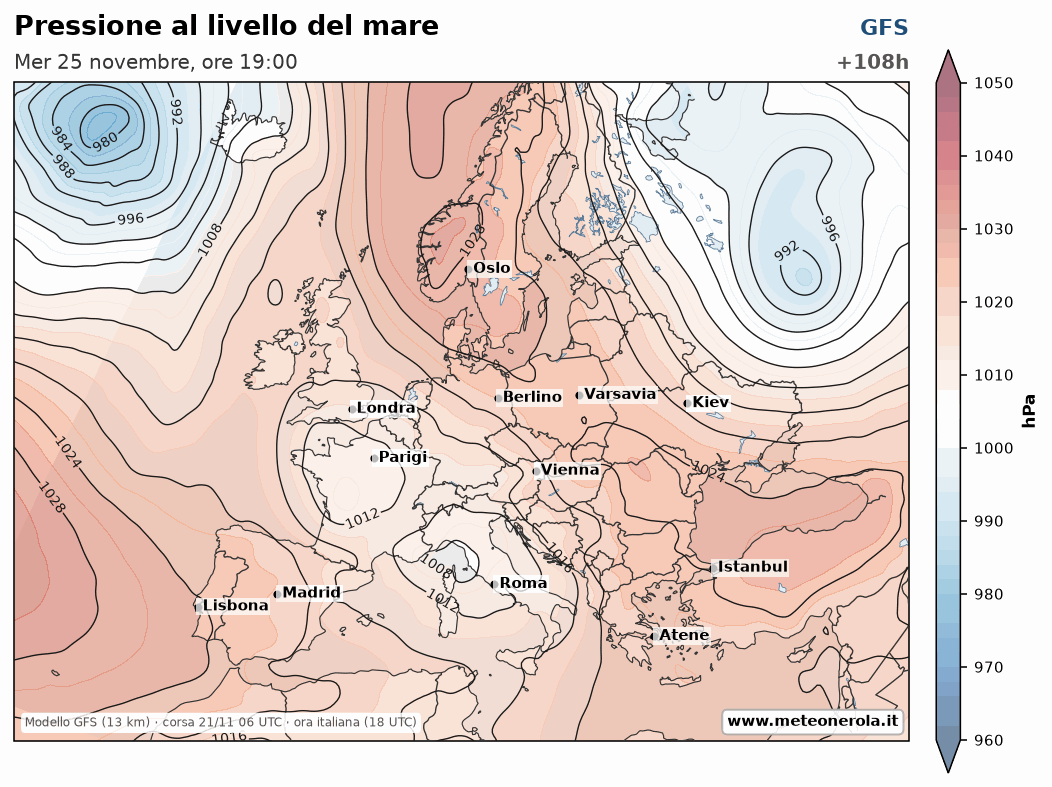 Pressione al livello del mare
GFS
Mer 25 novembre, ore 19:00
+108h
992
984
980
988
996
1008
1028
Oslo
996
992
Londra
Berlino
Varsavia
Kiev
Parigi
Vienna
1024
1028
1012
1024
1008
1016
Istanbul
Madrid
Roma
Lisbona
101
Atene
1016
Modello GFS (13 km) · corsa 21/11 06 UTC · ora italiana (18 UTC)
www.meteonerola.it
1050
1040
1030
1020
1010
1000
990
980
970
960
hPa